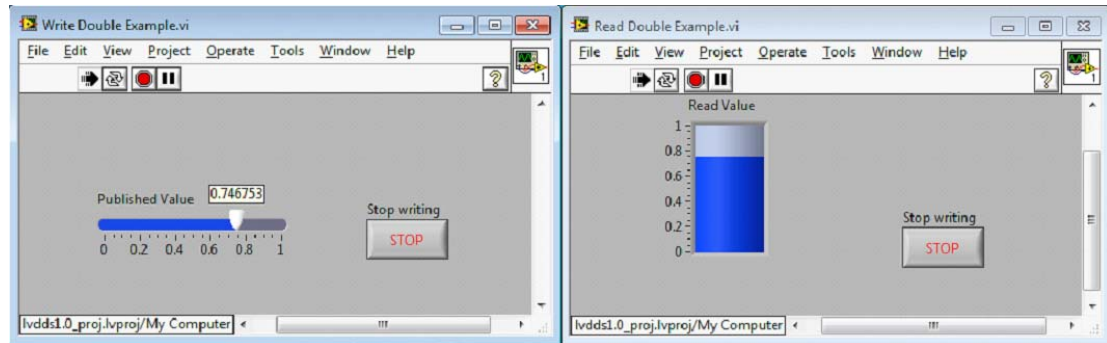 Write Double Example.vi
File Edit View Project Operate Tools Window Help
?
1
Published Value 0.746753
0 0.2 0.4 0.6 0.8 1
Stop writing
STOP
lvdds1.0_proj.lvproj/My Computer
Read Double Example.vi
File Edit View Project Operate Tools Window Help
?
1
Read Value
1
0.8
0.6
0.4
0.2
0
Stop writing
STOP
lvdds1.0_proj.lvproj/My Computer